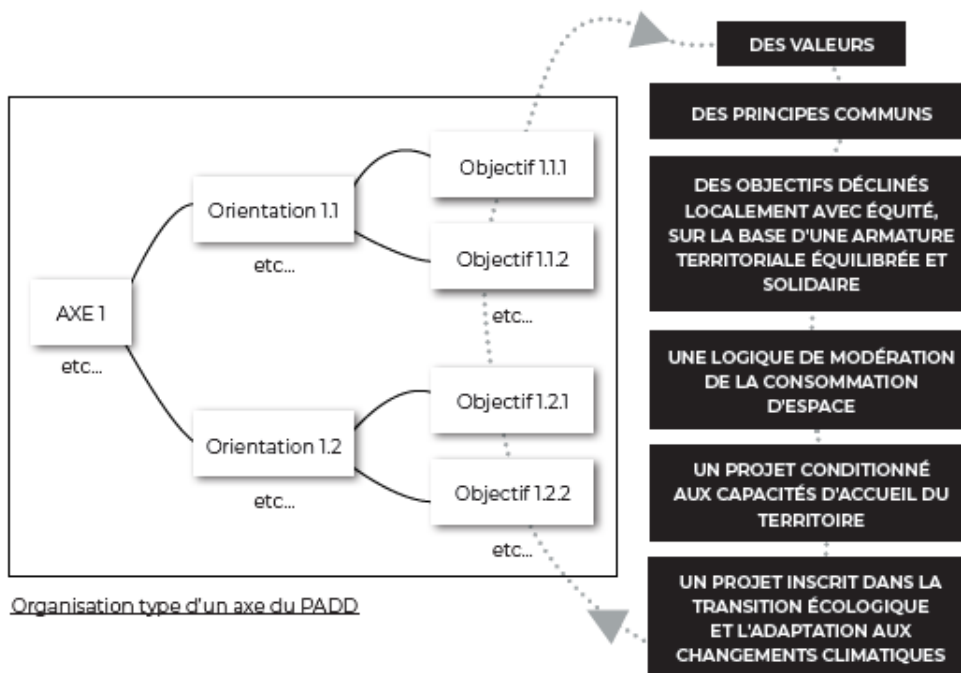 AXE 1
etc...
Orientation 1.1
etc...
Orientation 1.2
etc...
Objectif 1.1.1
Objectif 1.1.2
etc...
Objectif 1.2.1
Objectif 1.2.2
etc...
Organisation type d'un axe du PADD
DES VALEURS
DES PRINCIPES COMMUNS
DES OBJECTIFS DÉCLINÉS
LOCALEMENT AVEC ÉQUITÉ,
SUR LA BASE D'UNE ARMATURE
TERRITORIALE ÉQUILIBRÉE ET
SOLIDAIRE
UNE LOGIQUE DE MODÉRATION
DE LA CONSOMMATION
D'ESPACE
UN PROJET CONDITIONNÉ
AUX CAPACITÉS D'ACCUEIL DU
TERRITOIRE
UN PROJET INSCRIT DANS LA
TRANSITION ÉCOLOGIQUE
ET L'ADAPTATION AUX
CHANGEMENTS CLIMATIQUES